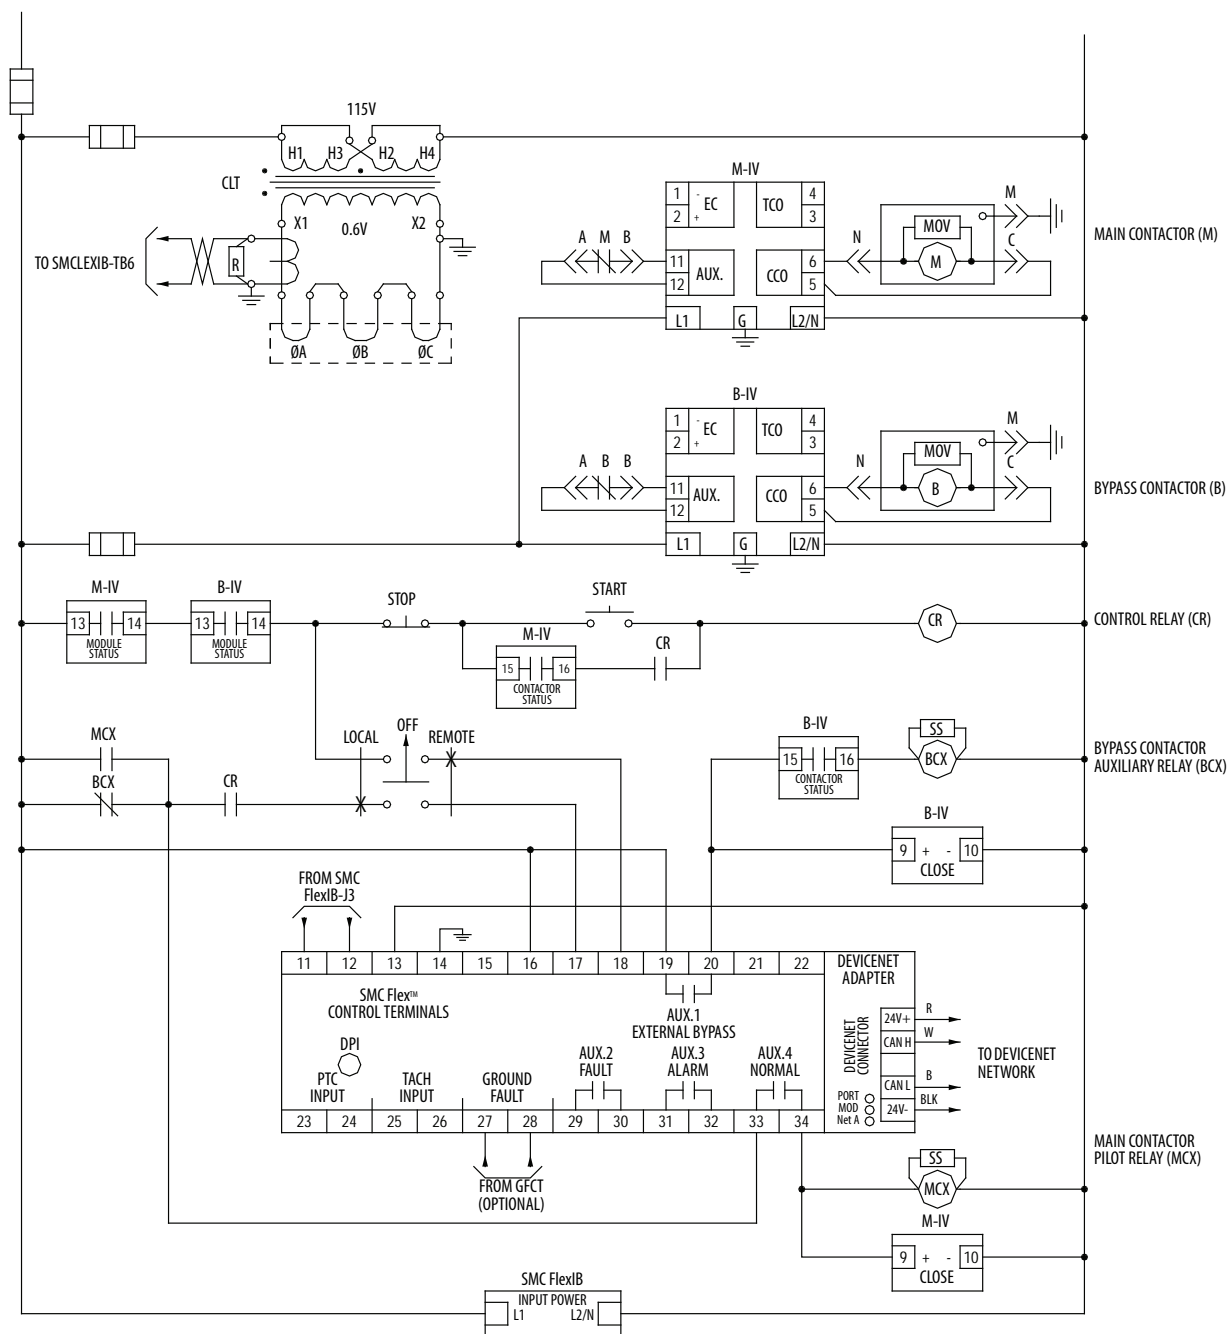 115V
H1 H3 H2 H4
CLT
X1 0.6V X2
TO SMCLEXIB-TB6
R
ØA ØB ØC
M-IV
1 - EC TCO 4
2 + 3
A M B
11 AUX. CCO 6
12 5
L1 G L2/N
N MOV M
M C
MAIN CONTACTOR (M)
B-IV
1 - EC TCO 4
2 + 3
A B B
11 AUX. CCO 6
12 5
L1 G L2/N
N MOV M
B C
BYPASS CONTACTOR (B)
M-IV
13 14
MODULE
STATUS
B-IV
13 14
MODULE
STATUS
STOP
START
M-IV
15 16
CONTACTOR
STATUS
CR
CR
CONTROL RELAY (CR)
MCX
BCX
CR
LOCAL
OFF
REMOTE
B-IV
15 16
CONTACTOR
STATUS
SS
BCX
BYPASS CONTACTOR
AUXILIARY RELAY (BCX)
B-IV
9 + - 10
CLOSE
FROM SMC
FlexIB-J3
11 12 13 14 15 16 17 18 19 20 21 22
SMC Flex™
CONTROL TERMINALS
AUX.1
EXTERNAL BYPASS
DPI
PTC
INPUT
TACH
INPUT
GROUND
FAULT
AUX.2
FAULT
AUX.3
ALARM
AUX.4
NORMAL
23 24 25 26 27 28 29 30 31 32 33 34
DEVICENET
ADAPTER
DEVICENET
CONNECTOR
24V+ R
CAN H W
CAN L B
24V- BLK
PORT
MOD
Net A
TO DEVICENET
NETWORK
FROM GFCT
(OPTIONAL)
MAIN CONTACTOR
PILOT RELAY (MCX)
SS
MCX
M-IV
9 + - 10
CLOSE
SMC FlexIB
INPUT POWER
L1 L2/N